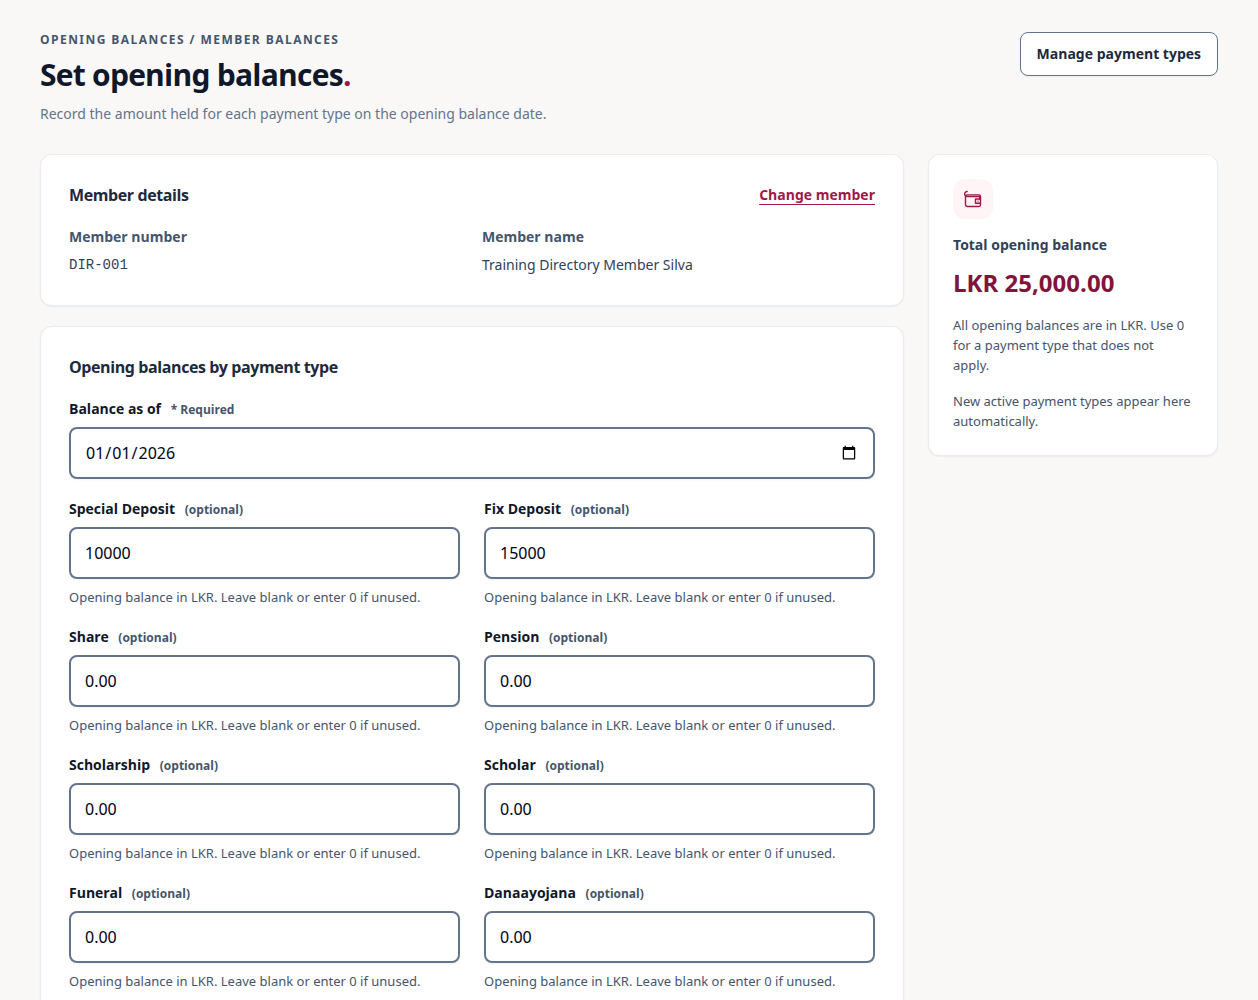 OPENING BALANCES / MEMBER BALANCES
Set opening balances.
Record the amount held for each payment type on the opening balance date.
Manage payment types
Member details
Change member
Member number
Member name
DIR-001
Training Directory Member Silva
Total opening balance
LKR 25,000.00
All opening balances are in LKR. Use 0
for a payment type that does not
apply.
New active payment types appear here
automatically.
Opening balances by payment type
Balance as of * Required
01/01/2026
Special Deposit (optional)
Fix Deposit (optional)
10000
15000
Opening balance in LKR. Leave blank or enter 0 if unused.
Opening balance in LKR. Leave blank or enter 0 if unused.
Share (optional)
Pension (optional)
0.00
0.00
Opening balance in LKR. Leave blank or enter 0 if unused.
Opening balance in LKR. Leave blank or enter 0 if unused.
Scholarship (optional)
Scholar (optional)
0.00
0.00
Opening balance in LKR. Leave blank or enter 0 if unused.
Opening balance in LKR. Leave blank or enter 0 if unused.
Funeral (optional)
Danaayojana (optional)
0.00
0.00
Opening balance in LKR. Leave blank or enter 0 if unused.
Opening balance in LKR. Leave blank or enter 0 if unused.